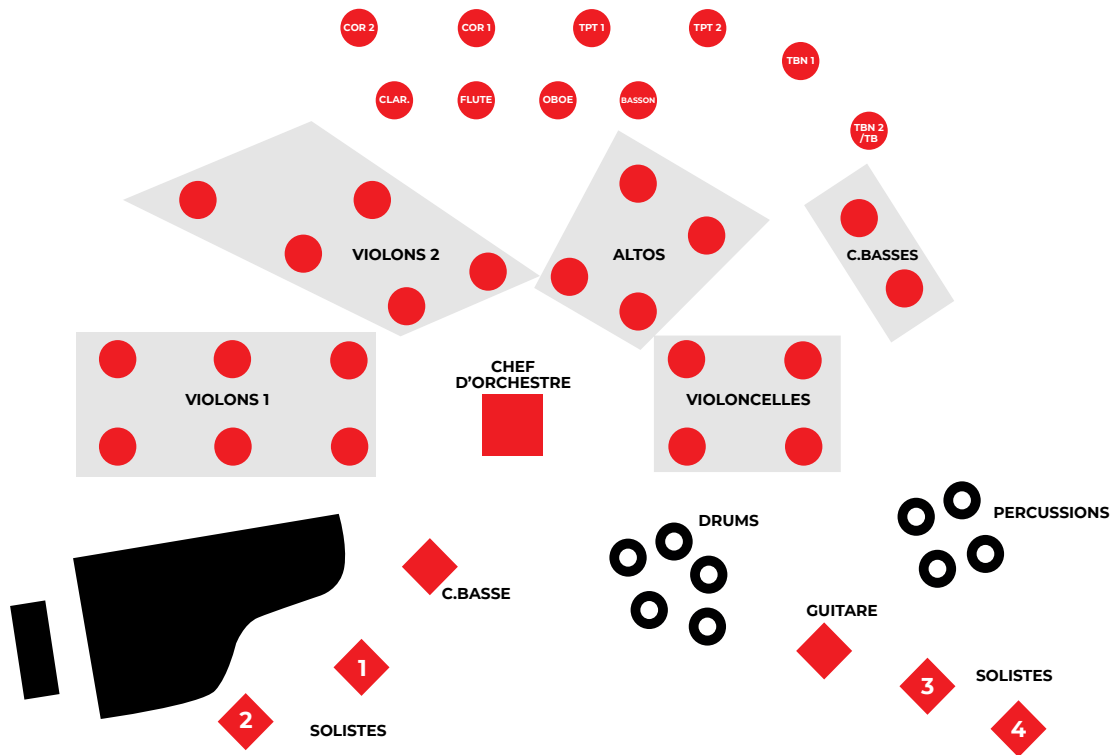 COR 2
COR 1
TPT 1
TPT 2
TBN 1
CLAR.
FLUTE
OBOE
BASSON
TBN 2
/TB
VIOLONS 2
ALTOS
C.BASSES
CHEF
D'ORCHESTRE
VIOLONS 1
VIOLONCELLES
DRUMS
PERCUSSIONS
C.BASSE
GUITARE
1
2
SOLISTES
3
SOLISTES
4